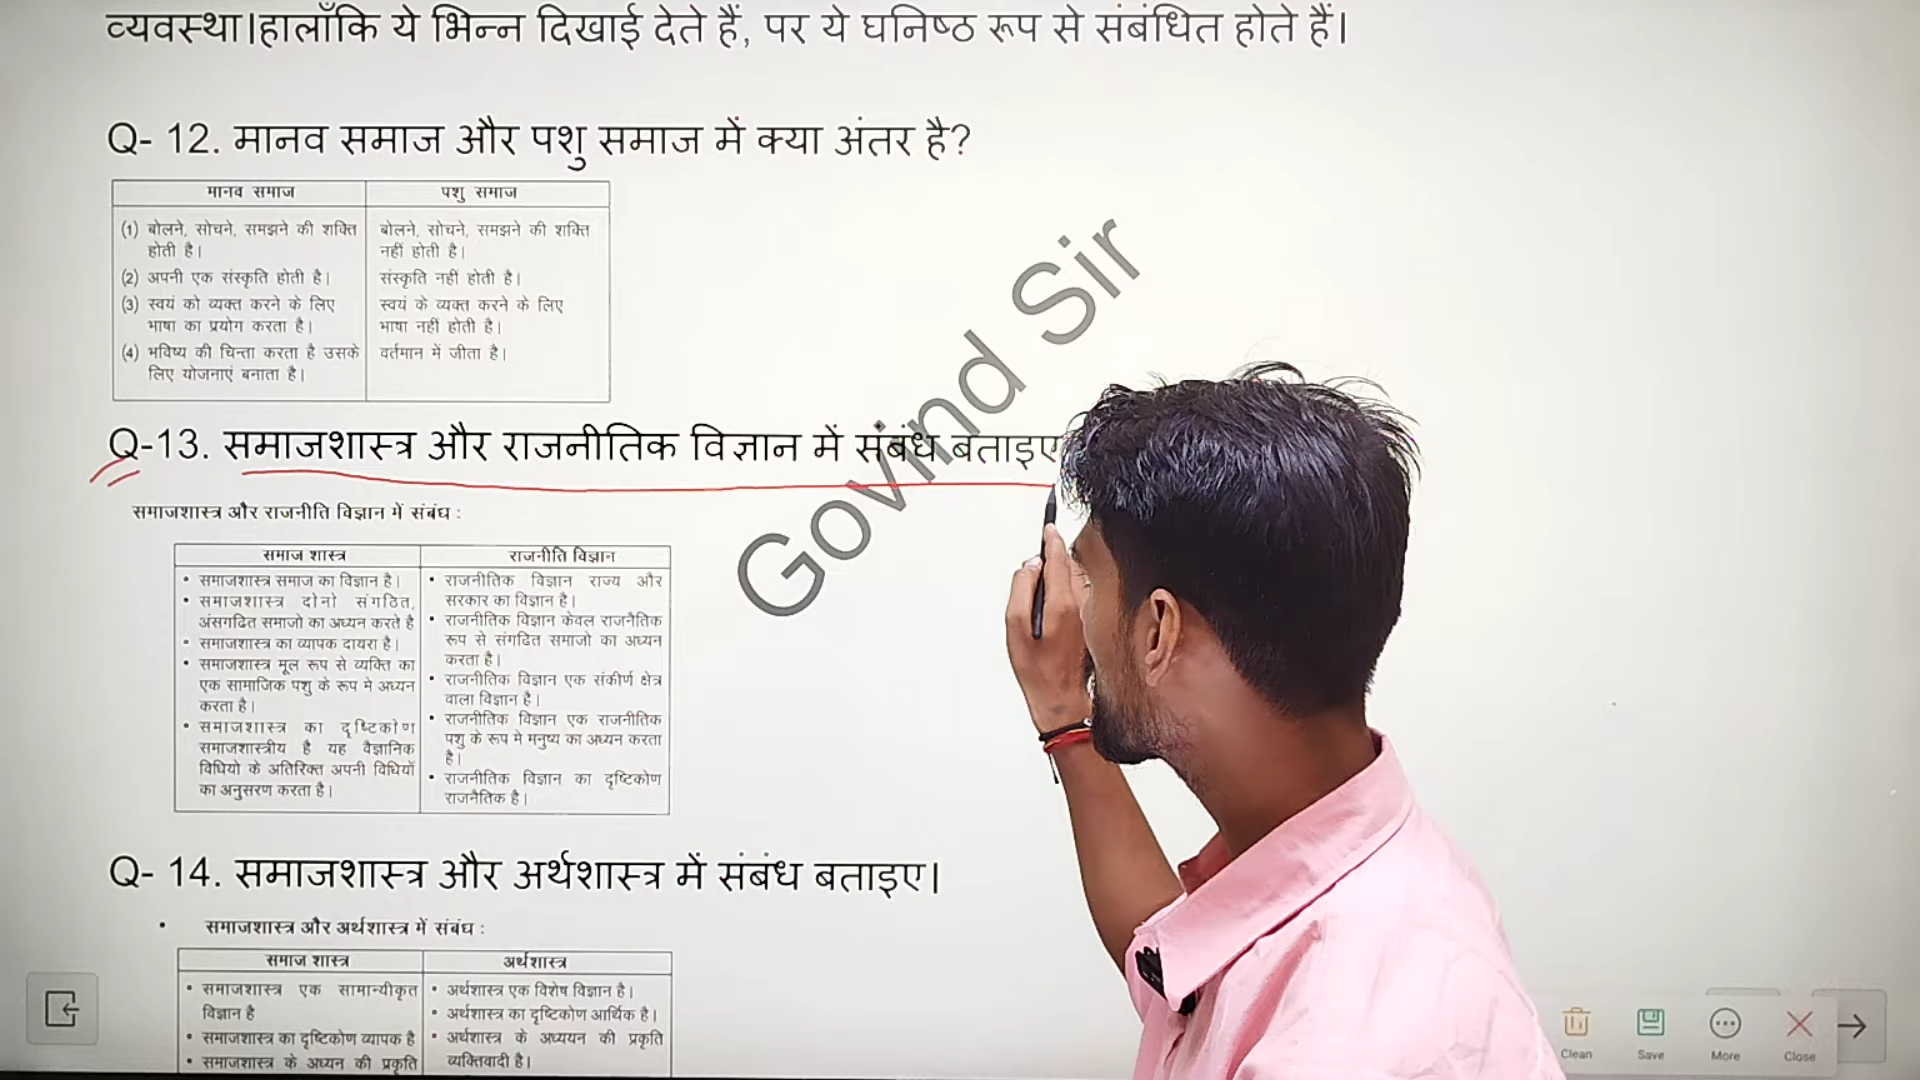 व्यवस्था।हालाँकि ये भिन्न दिखाई देते हैं, पर ये घनिष्ठ रूप से संबंधित होते हैं।
Q- 12. मानव समाज और पशु समाज में क्या अंतर है?
मानव समाज
(1) बोलने, सोचने, समझने की शक्ति
होती है।
(2) अपनी एक संस्कृति होती है।
(3) स्वयं को व्यक्त करने के लिए
भाषा का प्रयोग करता है।
(4) भविष्य की चिन्ता करता है उसके
लिए योजनाएं बनाता है।
पशु समाज
बोलने, सोचने, समझने की शक्ति
नहीं होती है।
संस्कृति नहीं होती है।
स्वयं के व्यक्त करने के लिए
भाषा नहीं होती है।
वर्तमान में जीता है।
Q-13. समाजशास्त्र और राजनीतिक विज्ञान में संबंध बताइए
समाजशास्त्र और राजनीति विज्ञान में संबंध :
समाज शास्त्र
• समाजशास्त्र समाज का विज्ञान है।
• समाजशास्त्र दोनो संगठित,
अंसगढित समाजो का अध्यन करते है
• समाजशास्त्र का व्यापक दायरा है।
• समाजशास्त्र मूल रूप से व्यक्ति का
एक सामाजिक पशु के रूप मे अध्यन
करता है।
• समाजशास्त्र का दृष्टिकोण
समाजशास्त्रीय है यह वैज्ञानिक
विधियो के अतिरिक्त अपनी विधियों
का अनुसरण करता है।
राजनीति विज्ञान
• राजनीतिक विज्ञान राज्य और
सरकार का विज्ञान है।
• राजनीतिक विज्ञान केवल राजनैतिक
रूप से संगढित समाजो का अध्यन
करता है।
• राजनीतिक विज्ञान एक संकीर्ण क्षेत्र
वाला विज्ञान है।
• राजनीतिक विज्ञान एक राजनीतिक
पशु के रूप मे मनुष्य का अध्यन करता
है।
• राजनीतिक विज्ञान का दृष्टिकोण
राजनैतिक है।
Q- 14. समाजशास्त्र और अर्थशास्त्र में संबंध बताइए।
• समाजशास्त्र और अर्थशास्त्र में संबंध :
समाज शास्त्र
• समाजशास्त्र एक सामान्यीकृत
विज्ञान है
• समाजशास्त्र का दृष्टिकोण व्यापक है
• समाजशास्त्र के अध्यन की प्रकृति
अर्थशास्त्र
• अर्थशास्त्र एक विशेष विज्ञान है।
• अर्थशास्त्र का दृष्टिकोण आर्थिक है।
• अर्थशास्त्र के अध्ययन की प्रकृति
व्यक्तिवादी है।
Govind Sir
Clean
Save
More
Close